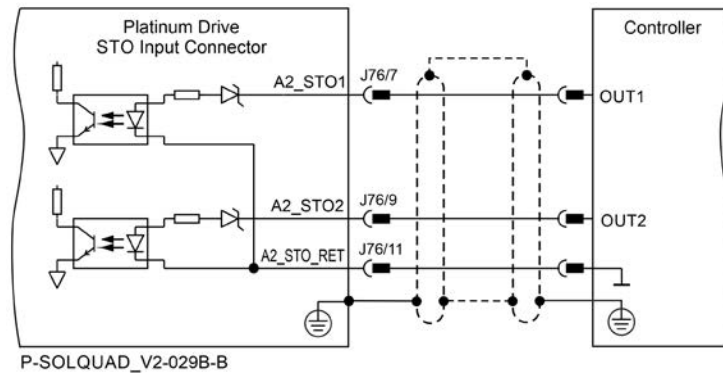 Platinum Drive
STO Input Connector
Controller
A2_STO1
J76/7
OUT1
A2_STO2
J76/9
OUT2
A2_STO_RET
J76/11
P-SOLQUAD_V2-029B-B